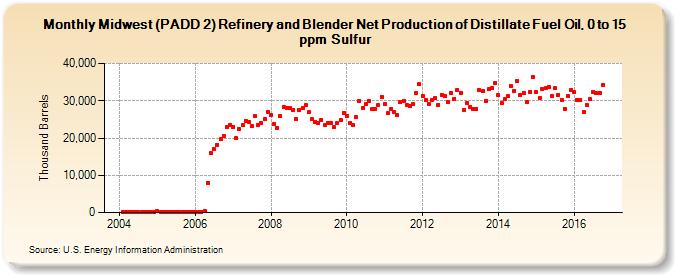 Monthly Midwest (PADD 2) Refinery and Blender Net Production of Distillate Fuel Oil, 0 to 15
ppm Sulfur
Thousand Barrels
40,000
30,000
20,000
10,000
0
2004 2006 2008 2010 2012 2014 2016
Source: U.S. Energy Information Administration